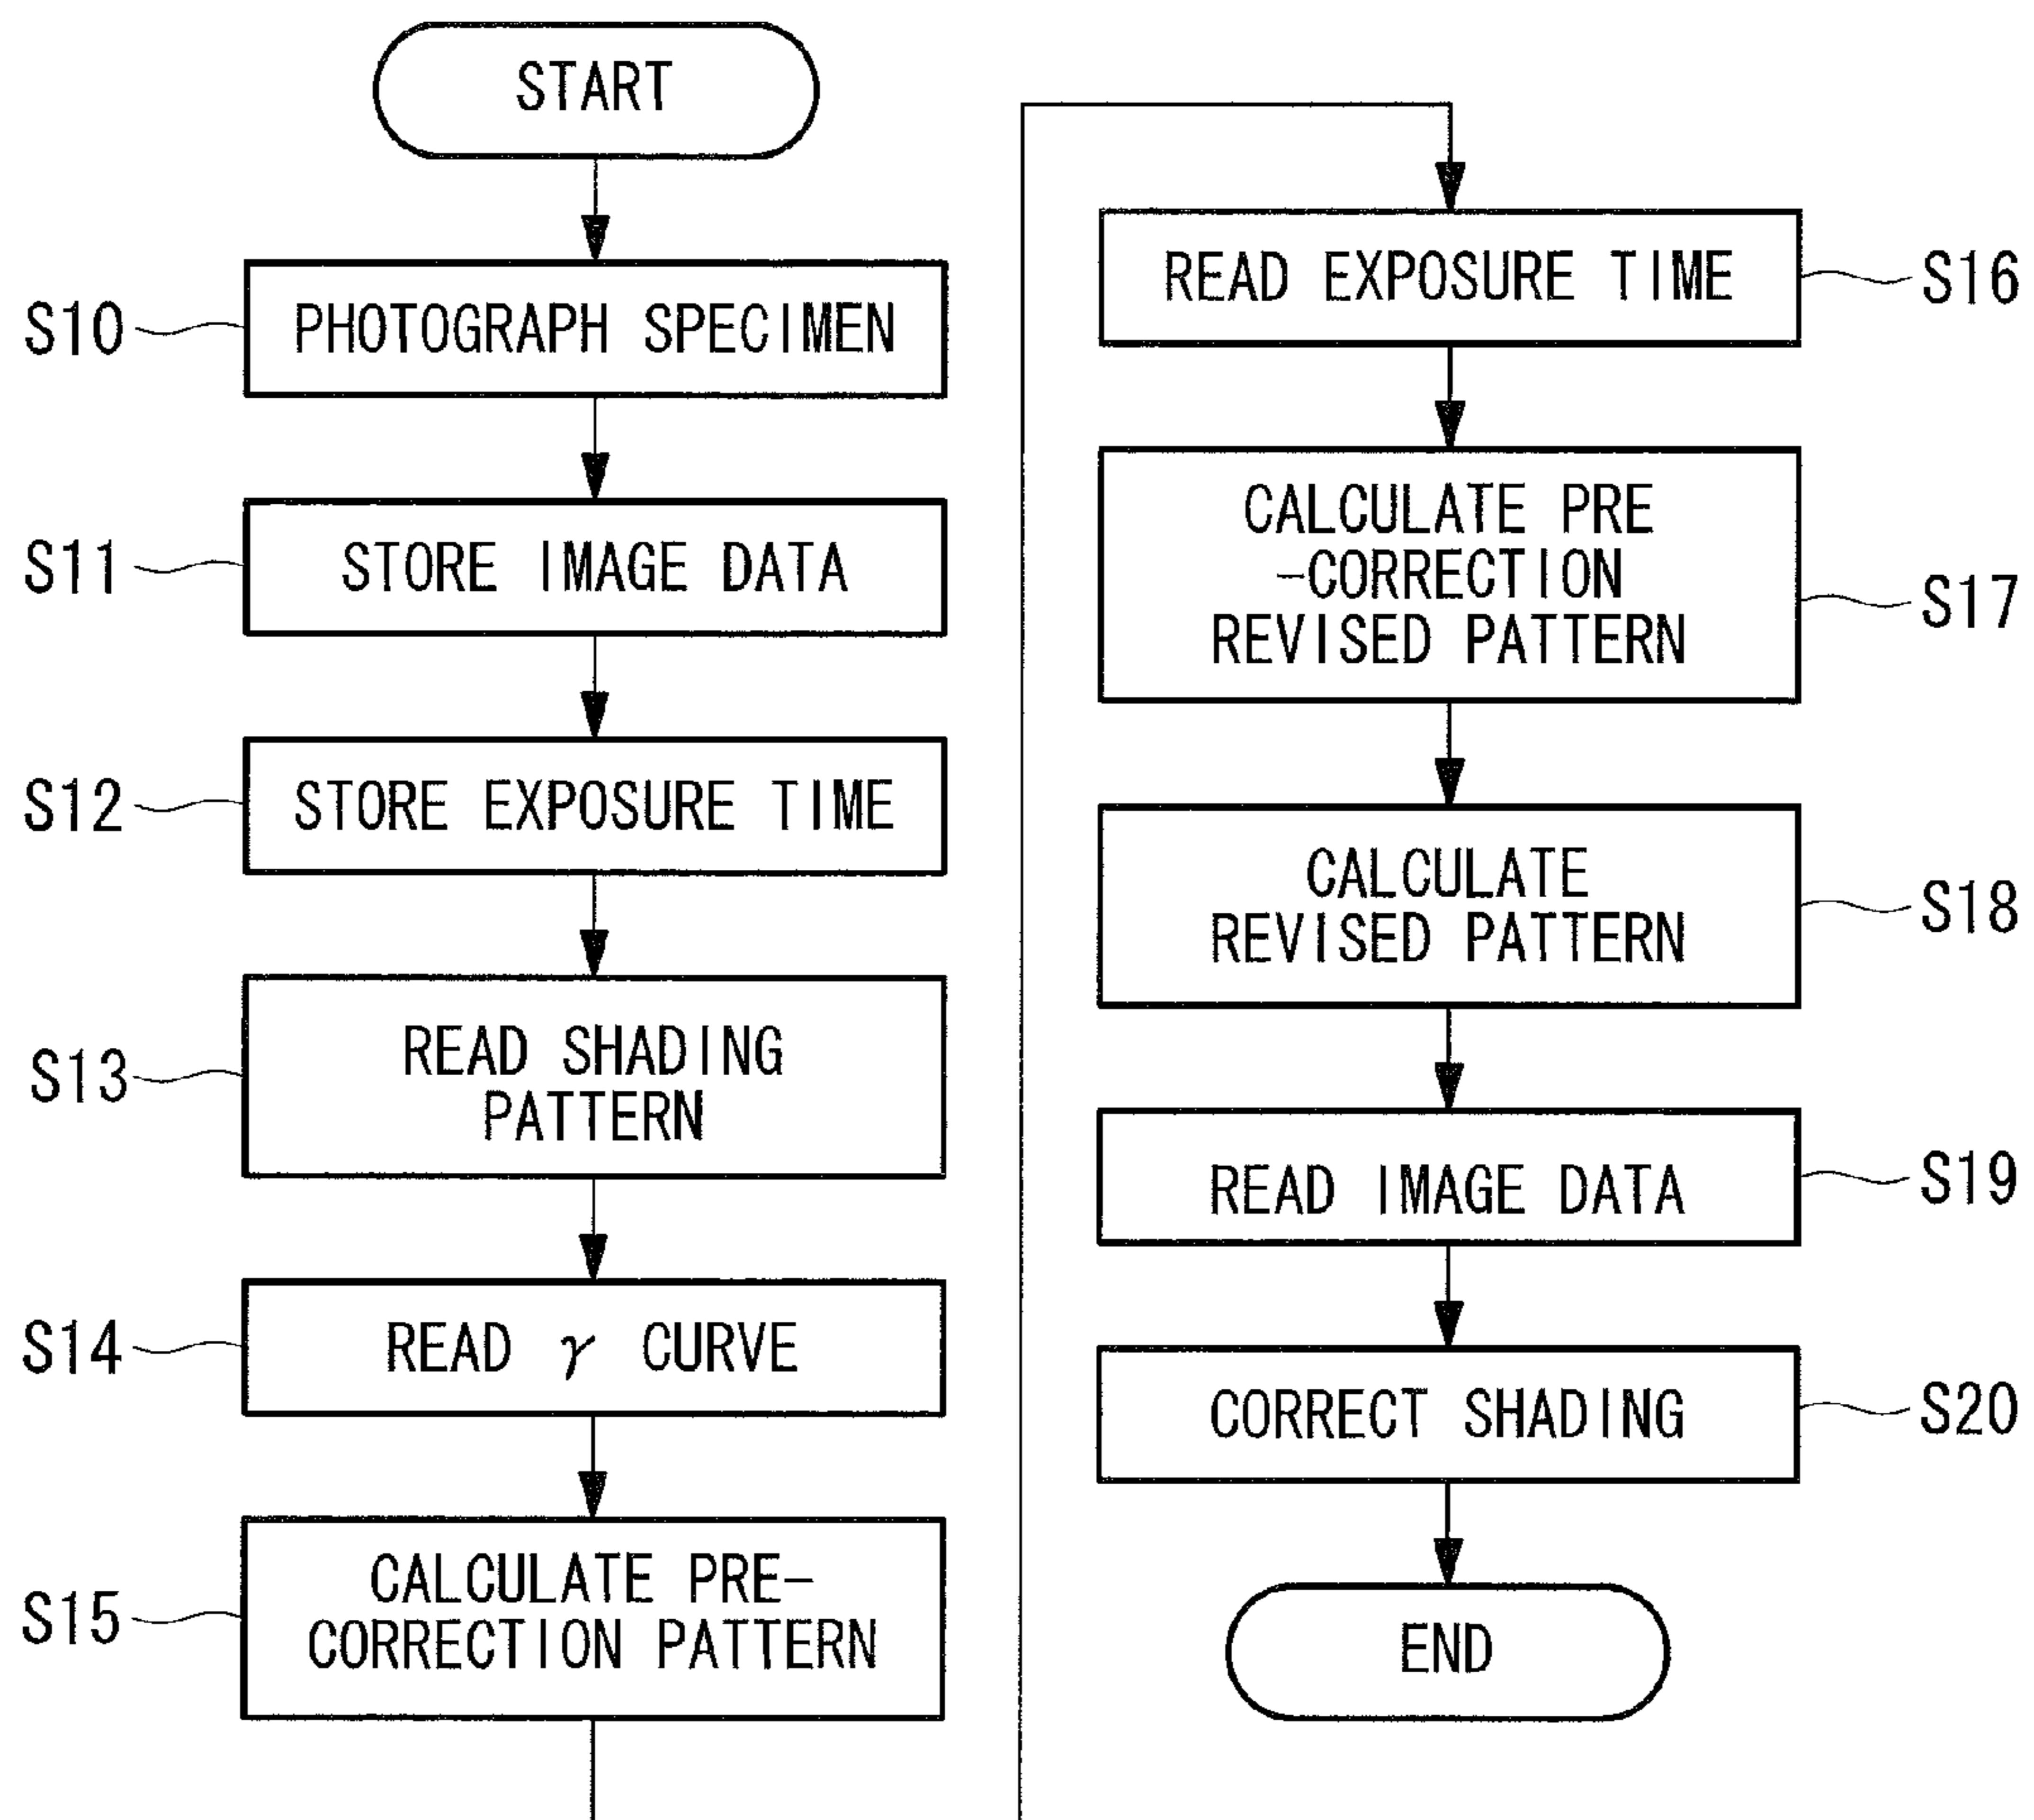 START
S10
PHOTOGRAPH SPECIMEN
S11
STORE IMAGE DATA
S12
STORE EXPOSURE TIME
S13
READ SHADING
PATTERN
S14
READ γ CURVE
S15
CALCULATE PRE-
CORRECTION PATTERN
READ EXPOSURE TIME
S16
CALCULATE PRE
-CORRECTION
REVISED PATTERN
S17
CALCULATE
REVISED PATTERN
S18
READ IMAGE DATA
S19
CORRECT SHADING
S20
END